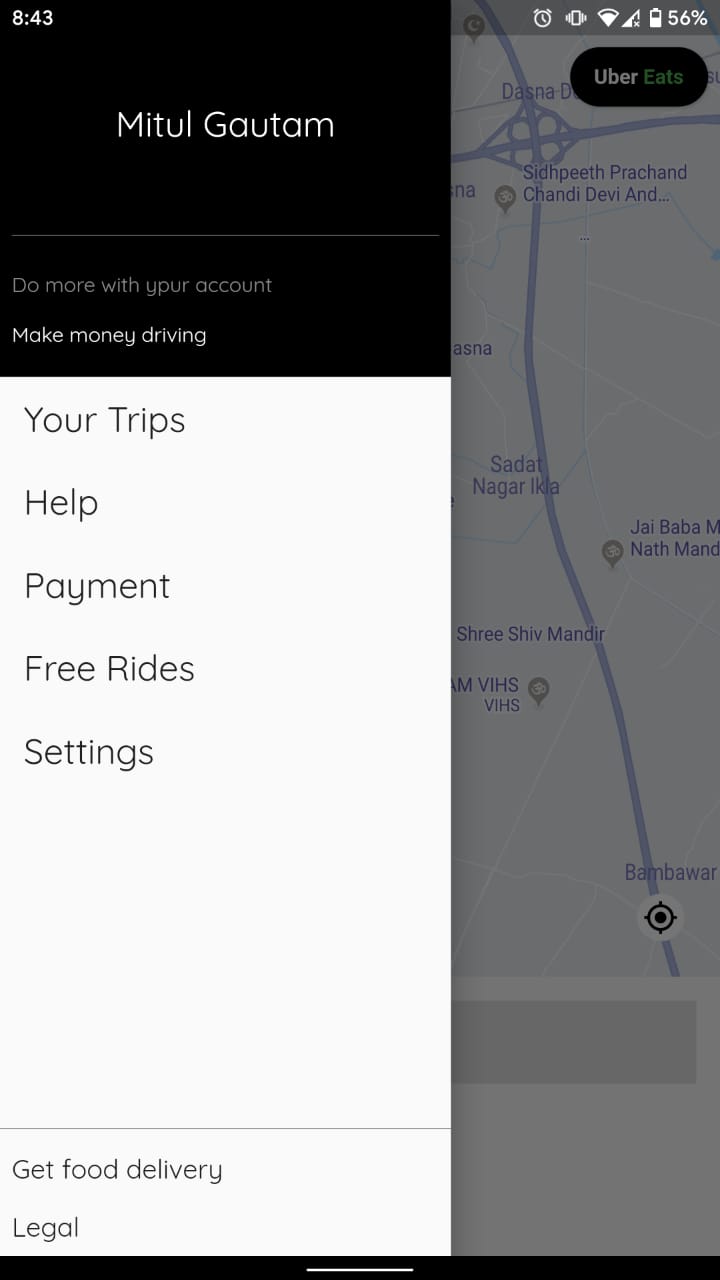 8:43
56%
Mitul Gautam
Do more with ypur account
Make money driving
Your Trips
Help
Payment
Free Rides
Settings
Get food delivery
Legal
Uber Eats
Dasna
Sidhpeeth Prachand
Chandi Devi And...
asna
Sadat
Nagar Ikla
Jai Baba M
Nath Mand
Shree Shiv Mandir
AM VIHS
VIHS
Bambawar